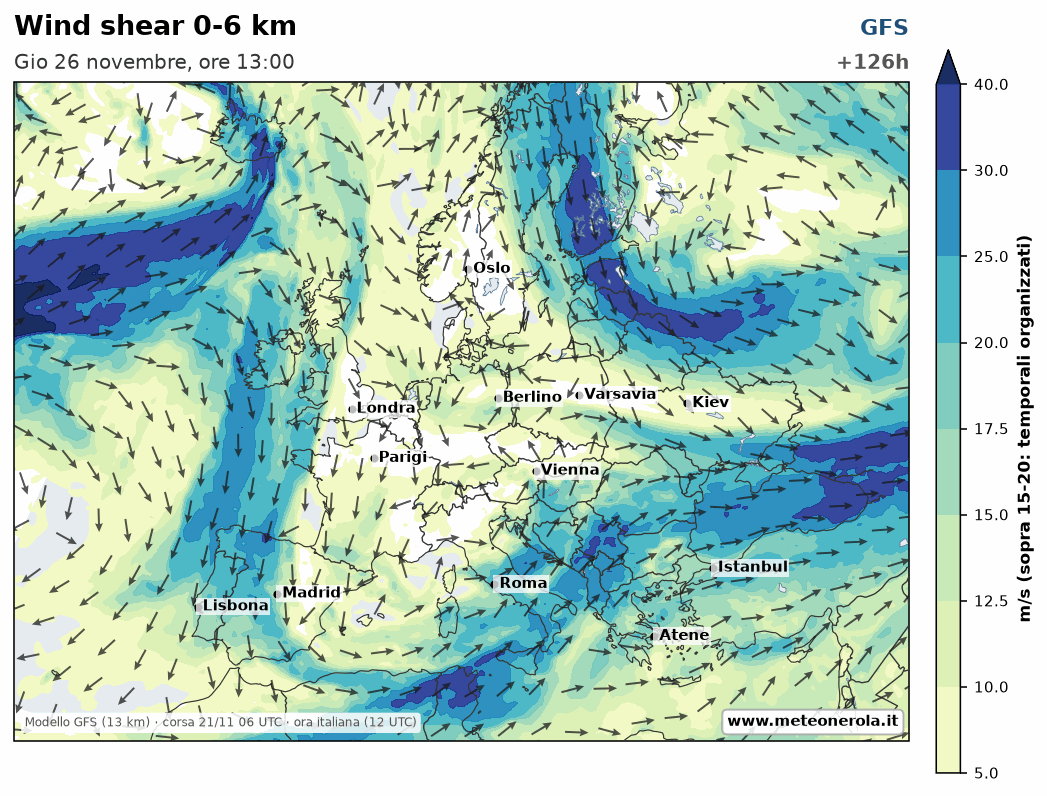 Wind shear 0-6 km
GFS
Gio 26 novembre, ore 13:00
+126h
40.0
30.0
25.0
20.0
17.5
15.0
12.5
10.0
5.0
m/s (sopra 15-20: temporali organizzati)
Oslo
Berlino
Varsavia
Kiev
Londra
Parigi
Vienna
Istanbul
Roma
Madrid
Lisbona
Atene
Modello GFS (13 km) · corsa 21/11 06 UTC · ora italiana (12 UTC)
www.meteonerola.it